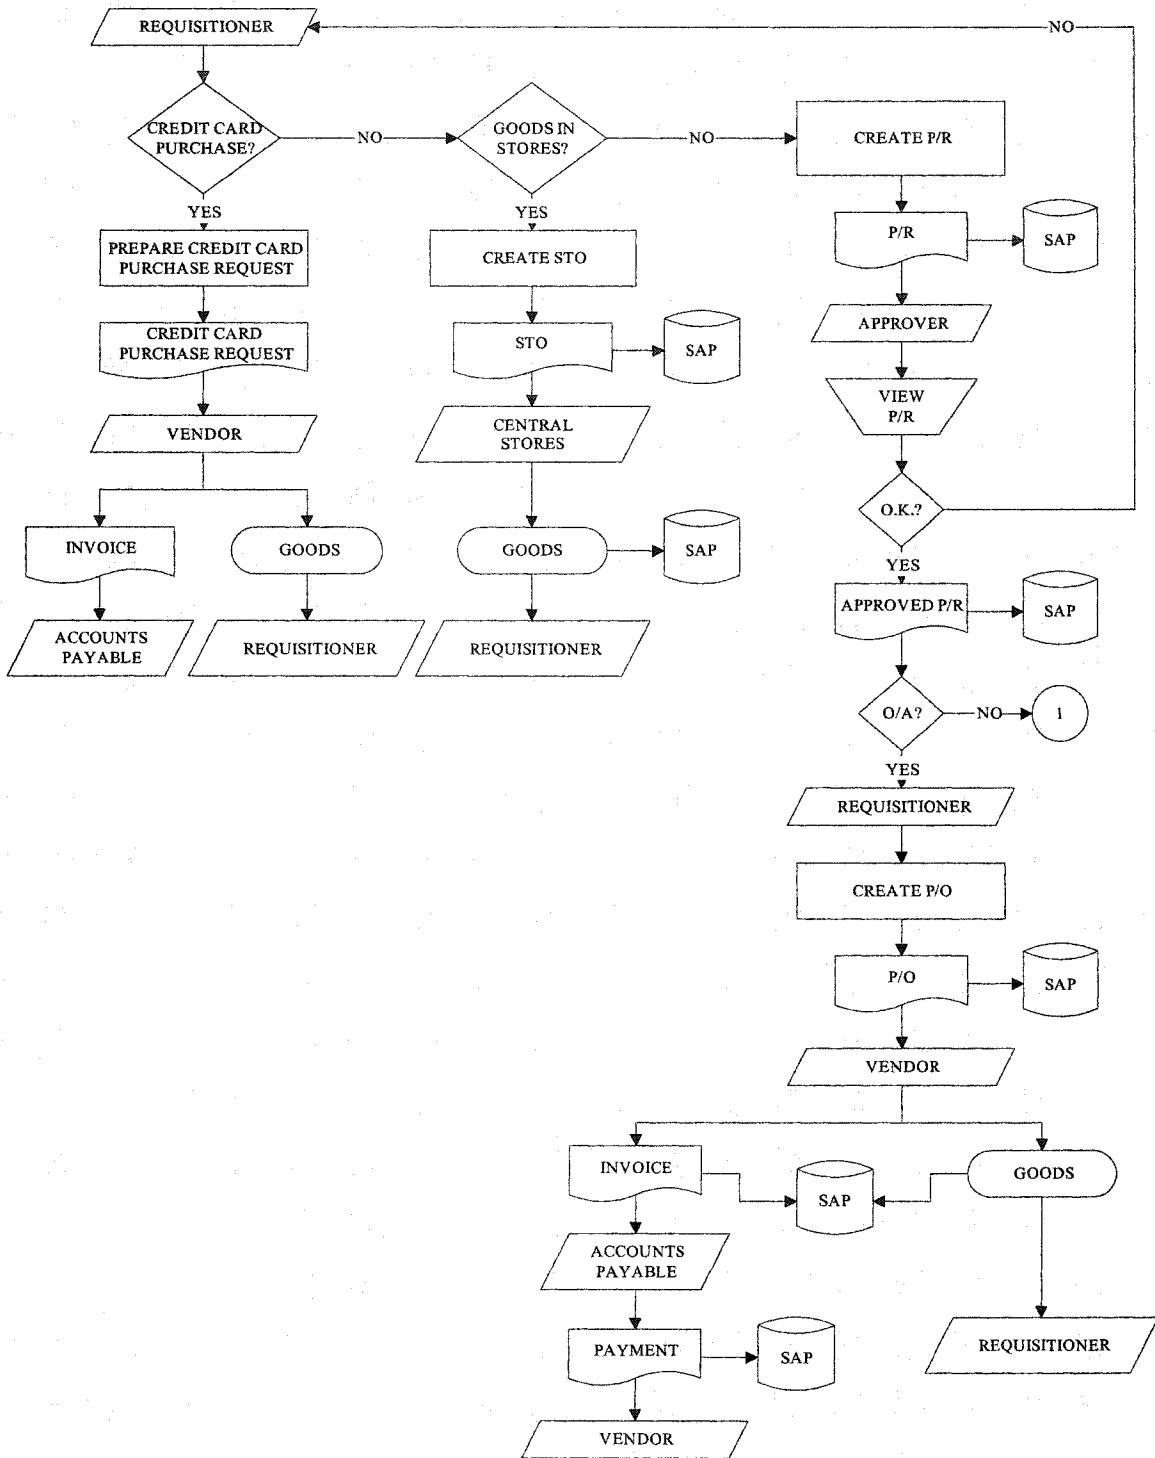 REQUISITIONER
NO
CREDIT CARD
PURCHASE?
NO
GOODS IN
STORES?
NO
CREATE P/R
YES
YES
P/R
SAP
PREPARE CREDIT CARD
PURCHASE REQUEST
CREATE STO
APPROVER
CREDIT CARD
PURCHASE REQUEST
STO
SAP
VIEW
P/R
VENDOR
CENTRAL
STORES
O.K.?
INVOICE
GOODS
GOODS
SAP
YES
APPROVED P/R
SAP
ACCOUNTS
PAYABLE
REQUISITIONER
REQUISITIONER
O/A?
NO
1
YES
REQUISITIONER
CREATE P/O
P/O
SAP
VENDOR
INVOICE
SAP
GOODS
ACCOUNTS
PAYABLE
PAYMENT
SAP
REQUISITIONER
VENDOR